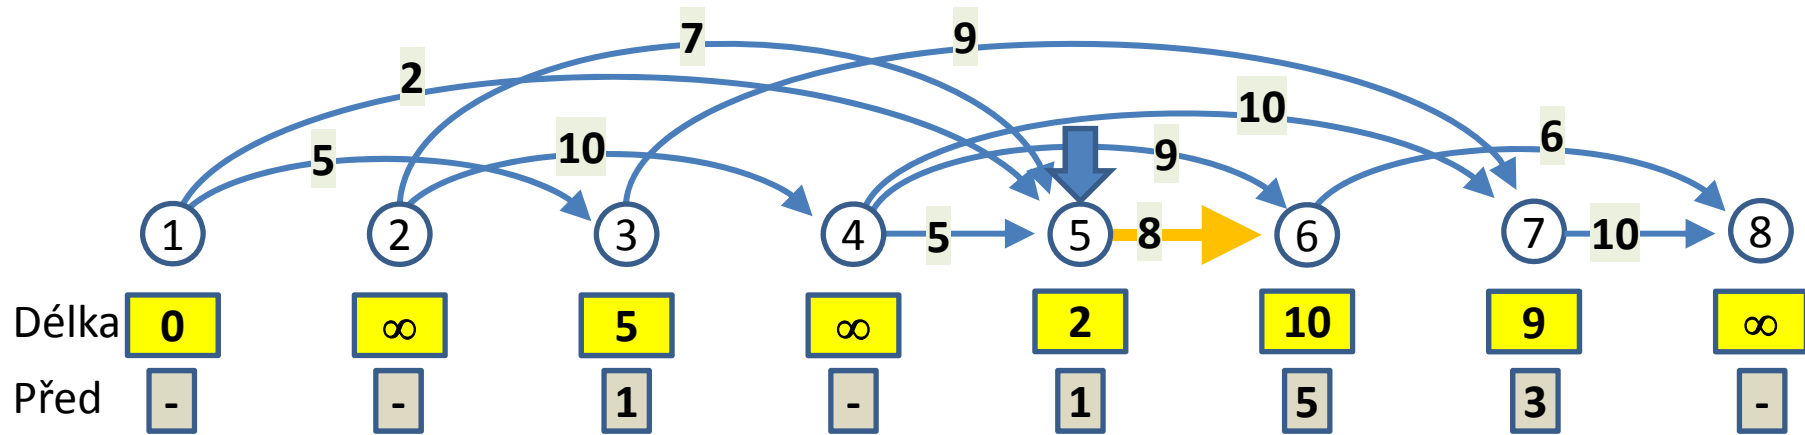 7 9
2 10
5 10 9 6
1 2 3 4 5 5 8 6 7 10 8
Délka 0 ∞ 5 ∞ 2 10 9 ∞
Před - - 1 - 1 5 3 -